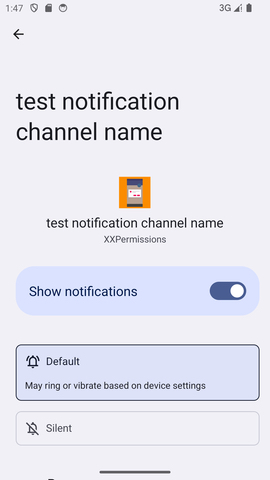 1:47
3G
test notification
channel name
test notification channel name
XXPermissions
Show notifications
Default
May ring or vibrate based on device settings
Silent